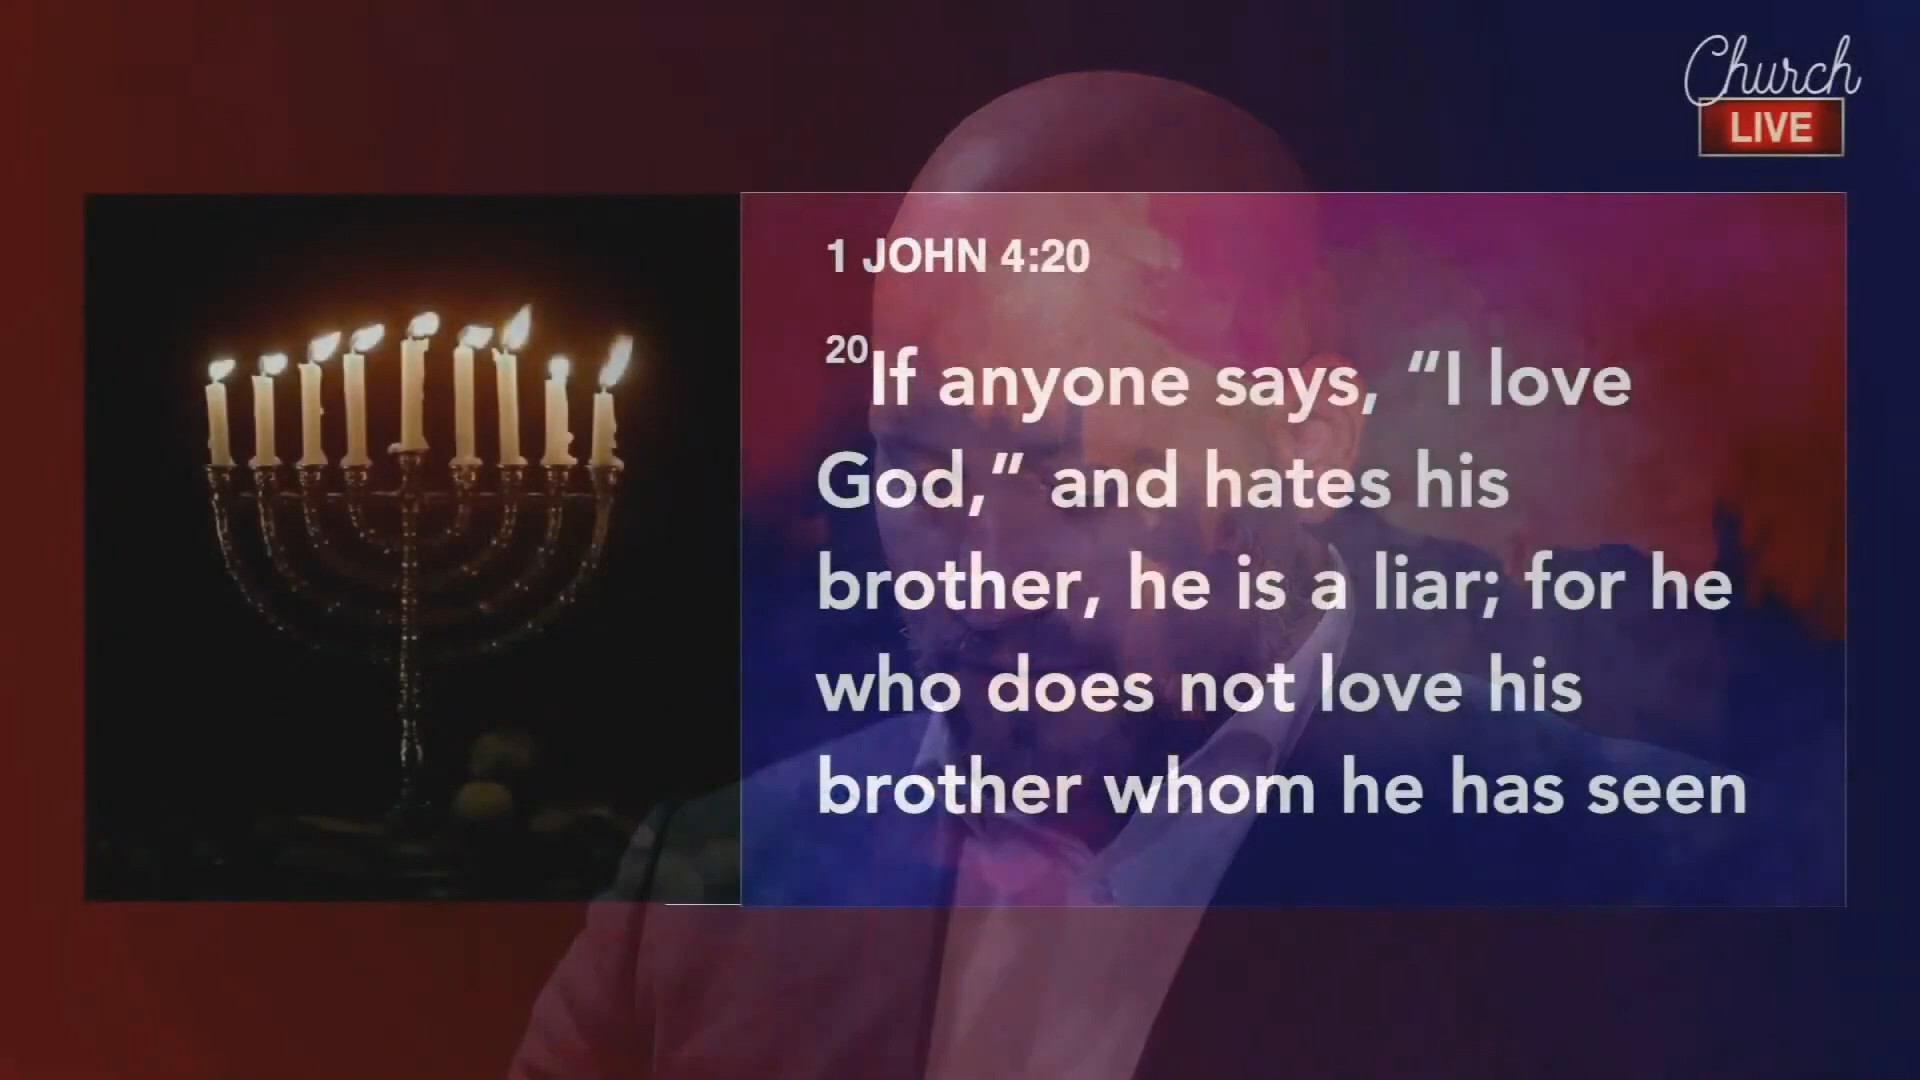 Church
LIVE
1 JOHN 4:20
20If anyone says, “I love
God,” and hates his
brother, he is a liar; for he
who does not love his
brother whom he has seen